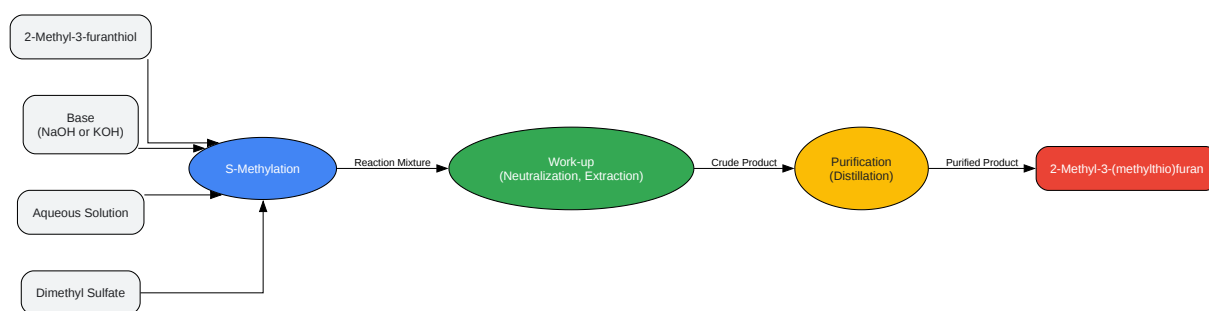 2-Methyl-3-furanthiol
Base
(NaOH or KOH)
Aqueous Solution
Dimethyl Sulfate
S-Methylation
Reaction Mixture
Work-up
(Neutralization, Extraction)
Crude Product
Purification
(Distillation)
Purified Product
2-Methyl-3-(methylthio)furan